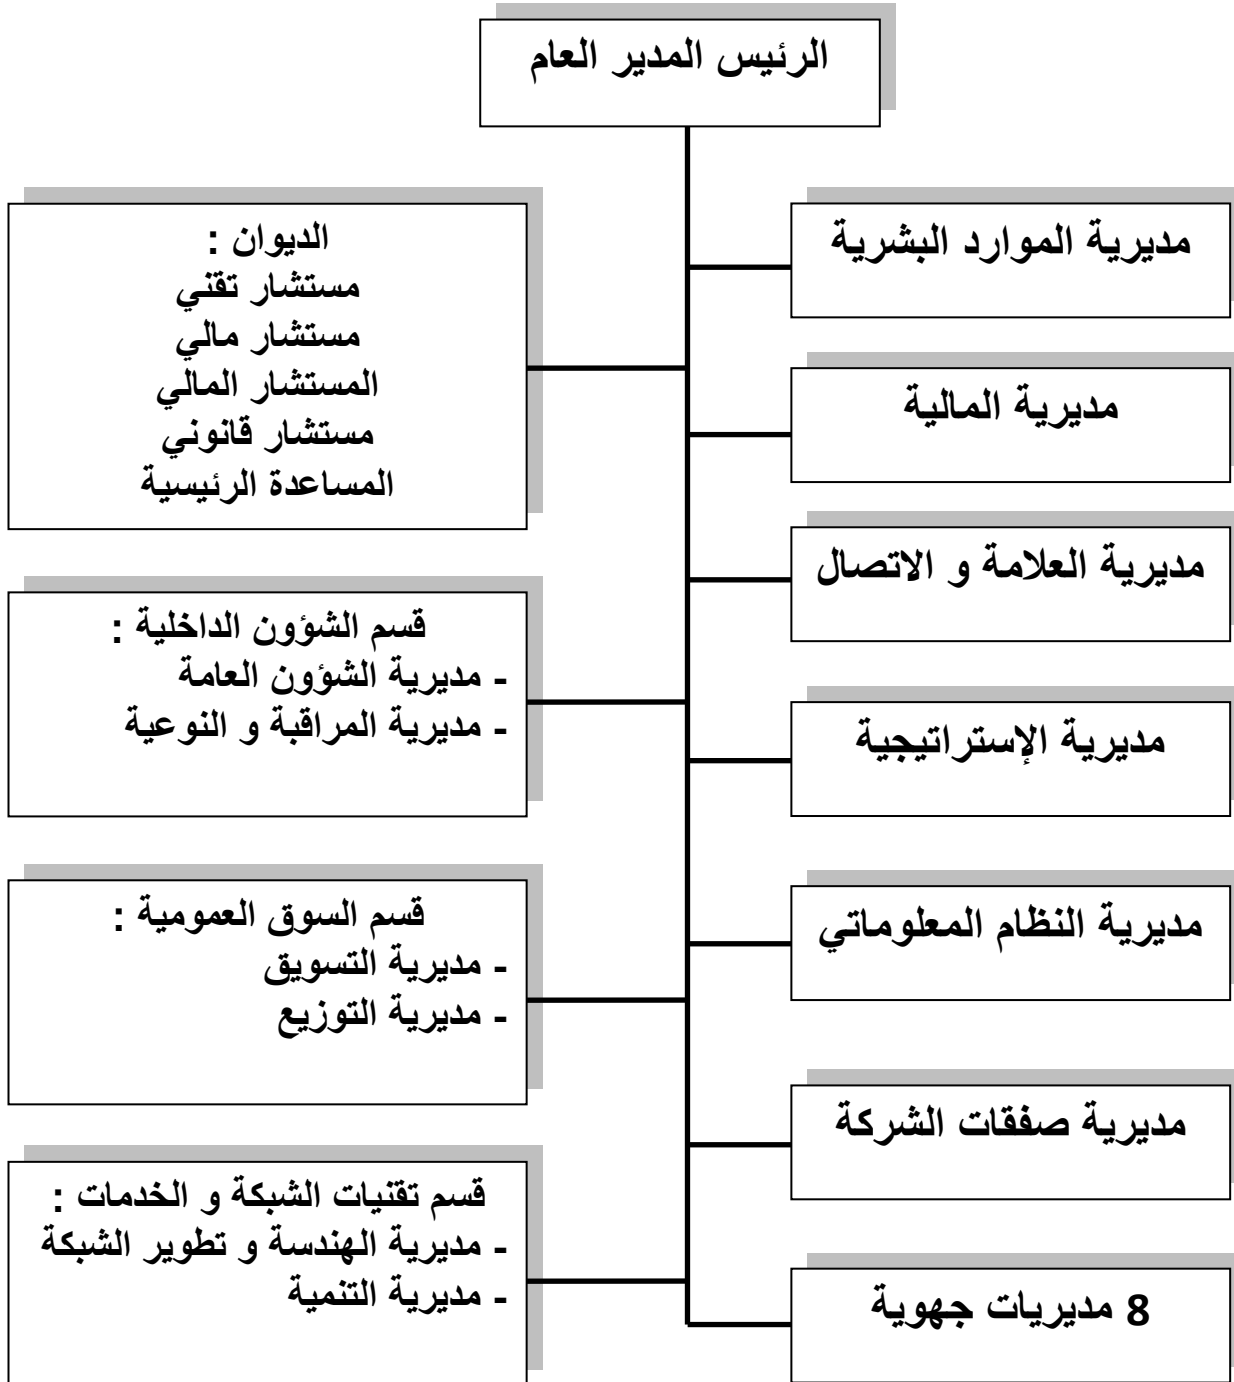 الرئيس المدير العام
مديرية الموارد البشرية
الديوان :
مستشار تقني
مستشار مالي
المستشار المالي
مستشار قانوني
المساعدة الرئيسية
مديرية المالية
مديرية العلامة و الاتصال
قسم الشؤون الداخلية :
- مديرية الشؤون العامة
- مديرية المراقبة و النوعية
مديرية الإستراتيجية
مديرية النظام المعلوماتي
قسم السوق العمومية :
- مديرية التسويق
- مديرية التوزيع
مديرية صفقات الشركة
قسم تقنيات الشبكة و الخدمات :
- مديرية الهندسة و تطوير الشبكة
- مديرية التنمية
8 مديريات جهوية